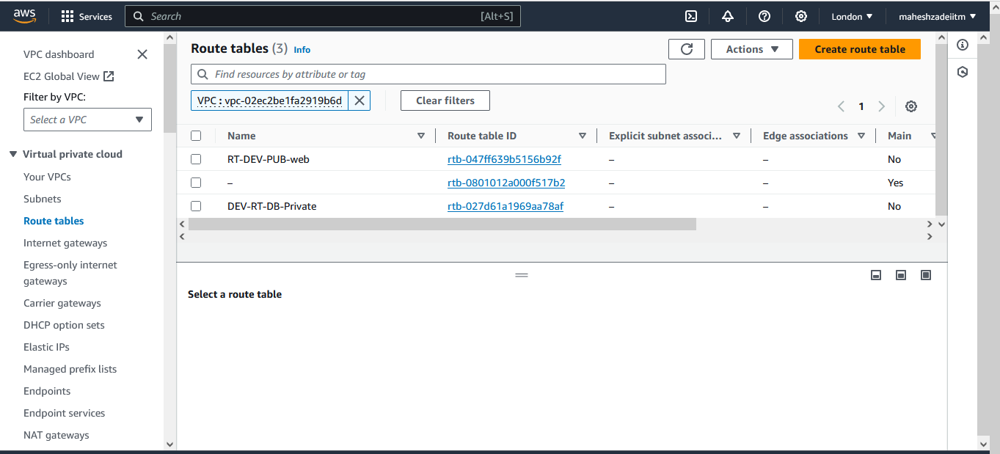 aws
Services
Search
[Alt+S]
London
maheshzadeiitm
VPC dashboard
EC2 Global View
Filter by VPC:
Select a VPC
Virtual private cloud
Your VPCs
Subnets
Route tables
Internet gateways
Egress-only internet
gateways
Carrier gateways
DHCP option sets
Elastic IPs
Managed prefix lists
Endpoints
Endpoint services
NAT gateways
Route tables (3) Info
Actions
Create route table
Find resources by attribute or tag
VPC : vpc-02ec2be1fa2919b6d
Clear filters
1
Name Route table ID Explicit subnet associ... Edge associations Main
RT-DEV-PUB-web rtb-047ff639b5156b92f – – No
– rtb-0801012a000f517b2 – – Yes
DEV-RT-DB-Private rtb-027d61a1969aa78af – – No
Select a route table